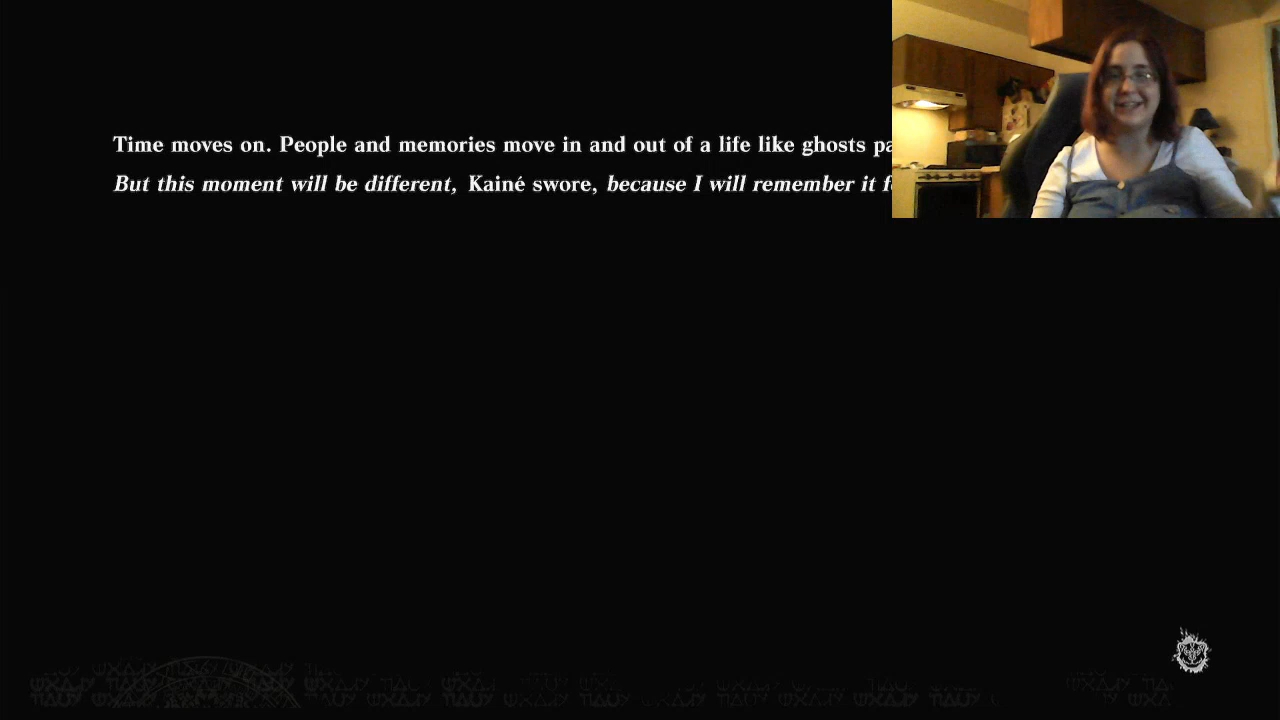 Time moves on. People and memories move in and out of a life like ghosts
But this moment will be different, Kainé swore, because I will remember it